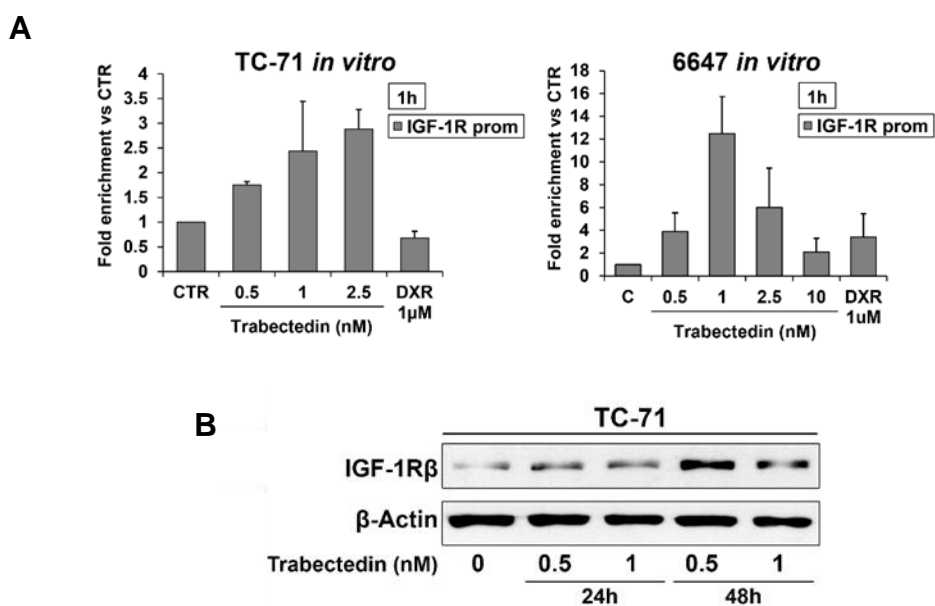 A
TC-71 in vitro
Fold enrichment vs CTR
4
3.5
3
2.5
2
1.5
1
0.5
0
1h
IGF-1R prom
CTR 0.5 1 2.5 DXR
1µM
Trabectedin (nM)
6647 in vitro
Fold enrichment vs CTR
18
16
14
12
10
8
6
4
2
0
1h
IGF-1R prom
C 0.5 1 2.5 10 DXR
1uM
Trabectedin (nM)
B
TC-71
IGF-1Rβ
β-Actin
Trabectedin (nM) 0 0.5 1 0.5 1
24h 48h